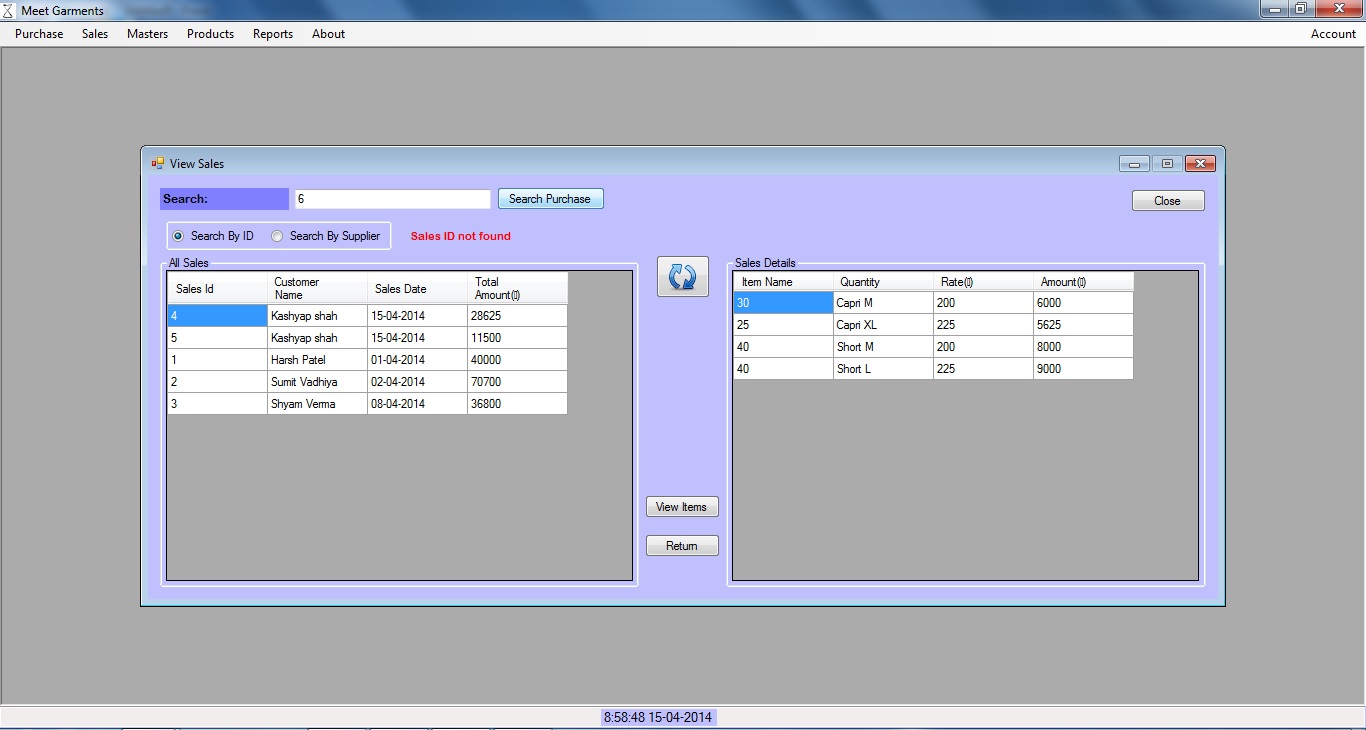 Meet Garments
Purchase Sales Masters Products Reports About Account
View Sales
Search: 6 Search Purchase Close
Search By ID Search By Supplier Sales ID not found
All Sales
Sales Id Customer Name Sales Date Total Amount(▯)
4 Kashyap shah 15-04-2014 28625
5 Kashyap shah 15-04-2014 11500
1 Harsh Patel 01-04-2014 40000
2 Sumit Vadhiya 02-04-2014 70700
3 Shyam Verma 08-04-2014 36800
View Items
Return
Sales Details
Item Name Quantity Rate(▯) Amount(▯)
30 Capri M 200 6000
25 Capri XL 225 5625
40 Short M 200 8000
40 Short L 225 9000
8:58:48 15-04-2014